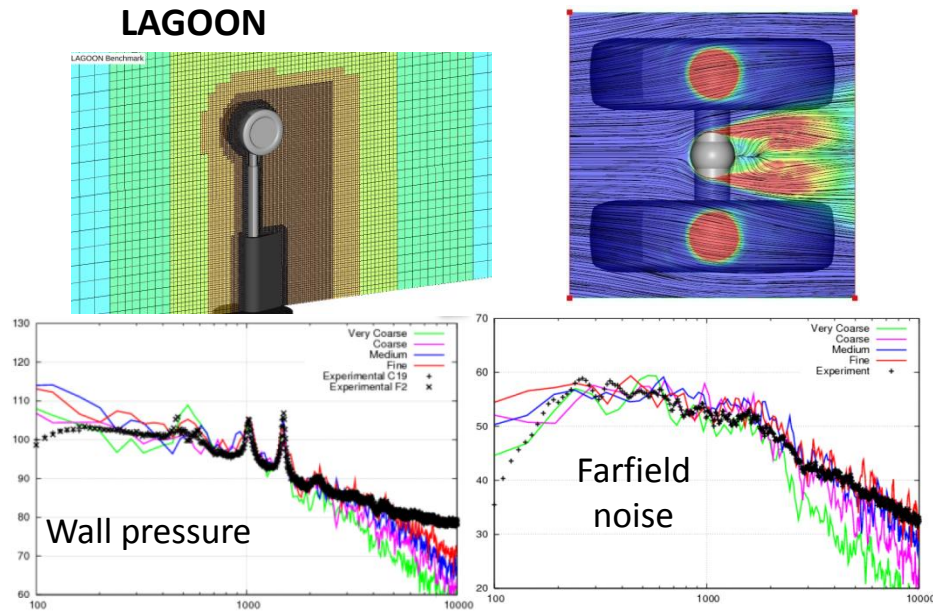 LAGOON
LAGOON Benchmark
130
120
110
100
90
80
70
60
100
1000
10000
Very Coarse
Coarse
Medium
Fine
Experimental C19
Experimental F2
Wall pressure
70
60
50
40
30
20
100
1000
10000
Very Coarse
Coarse
Medium
Fine
Experiment
Farfield
noise